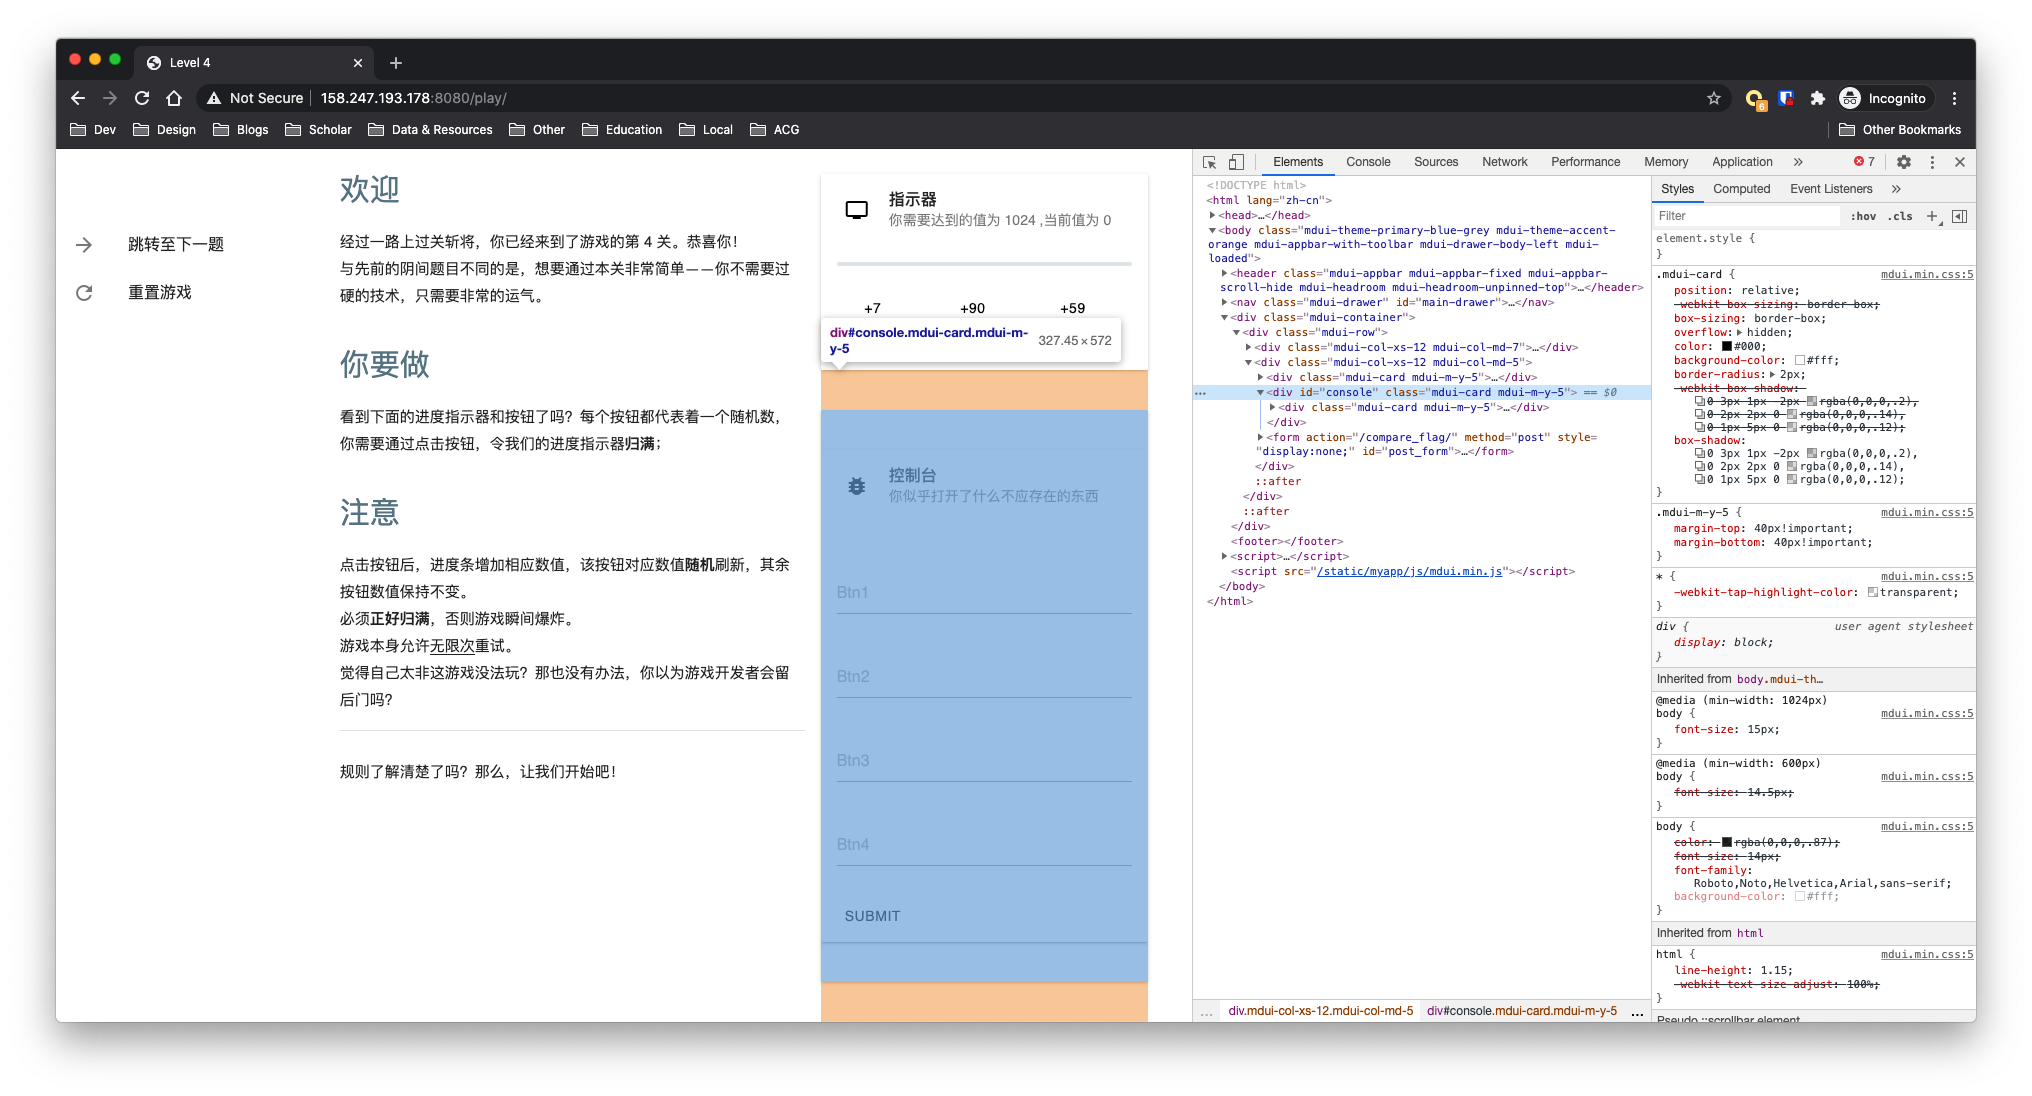 Level 4
Not Secure
158.247.193.178:8080/play/
6
Incognito
Dev
Design
Blogs
Scholar
Data & Resources
Other
Education
Local
ACG
Other Bookmarks
跳转至下一题
重置游戏
欢迎
经过一路上过关斩将，你已经来到了游戏的第 4 关。恭喜你！
与先前的阴间题目不同的是，想要通过本关非常简单——你不需要过
硬的技术，只需要非常的运气。
你要做
看到下面的进度指示器和按钮了吗？每个按钮都代表着一个随机数，
你需要通过点击按钮，令我们的进度指示器归满；
注意
点击按钮后，进度条增加相应数值，该按钮对应数值随机刷新，其余
按钮数值保持不变。
必须正好归满，否则游戏瞬间爆炸。
游戏本身允许无限次重试。
觉得自己太非这游戏没法玩？那也没有办法，你以为游戏开发者会留
后门吗？
规则了解清楚了吗？那么，让我们开始吧！
指示器
你需要达到的值为 1024 ,当前值为 0
+7
+90
+59
div#console.mdui-card.mdui-m-
y-5
327.45 × 572
控制台
你似乎打开了什么不应存在的东西
Btn1
Btn2
Btn3
Btn4
SUBMIT
Elements
Console
Sources
Network
Performance
Memory
Application
»
7
<!DOCTYPE html>
<html lang="zh-cn">
<head>…</head>
<body class="mdui-theme-primary-blue-grey mdui-theme-accent-
orange mdui-appbar-with-toolbar mdui-drawer-body-left mdui-
loaded">
<header class="mdui-appbar mdui-appbar-fixed mdui-appbar-
scroll-hide mdui-headroom mdui-headroom-unpinned-top">…</header>
<nav class="mdui-drawer" id="main-drawer">…</nav>
<div class="mdui-container">
<div class="mdui-row">
<div class="mdui-col-xs-12 mdui-col-md-7">…</div>
<div class="mdui-col-xs-12 mdui-col-md-5">
<div class="mdui-card mdui-m-y-5">…</div>
<div id="console" class="mdui-card mdui-m-y-5"> == $0
<div class="mdui-card mdui-m-y-5">…</div>
</div>
<form action="/compare_flag/" method="post" style=
"display:none;" id="post_form">…</form>
</div>
::after
</div>
::after
</div>
<footer></footer>
<script>…</script>
<script src="/static/myapp/js/mdui.min.js"></script>
</body>
</html>
… div.mdui-col-xs-12.mdui-col-md-5 div#console.mdui-card.mdui-m-y-5 …
Styles
Computed
Event Listeners
»
Filter
:hov .cls +
element.style {
}
.mdui-card { mdui.min.css:5
position: relative;
-webkit-box-sizing: border-box;
box-sizing: border-box;
overflow: hidden;
color: #000;
background-color: #fff;
border-radius: 2px;
-webkit-box-shadow:
0 3px 1px -2px rgba(0,0,0,.2),
0 2px 2px 0 rgba(0,0,0,.14),
0 1px 5px 0 rgba(0,0,0,.12);
box-shadow:
0 3px 1px -2px rgba(0,0,0,.2),
0 2px 2px 0 rgba(0,0,0,.14),
0 1px 5px 0 rgba(0,0,0,.12);
}
.mdui-m-y-5 { mdui.min.css:5
margin-top: 40px!important;
margin-bottom: 40px!important;
}
* { mdui.min.css:5
-webkit-tap-highlight-color: transparent;
}
div { user agent stylesheet
display: block;
}
Inherited from body.mdui-th…
@media (min-width: 1024px)
body { mdui.min.css:5
font-size: 15px;
}
@media (min-width: 600px)
body { mdui.min.css:5
font-size: 14.5px;
}
body { mdui.min.css:5
color: rgba(0,0,0,.87);
font-size: 14px;
font-family:
Roboto,Noto,Helvetica,Arial,sans-serif;
background-color: #fff;
}
Inherited from html
html { mdui.min.css:5
line-height: 1.15;
-webkit-text-size-adjust: 100%;
}
Pseudo ::scrollbar element